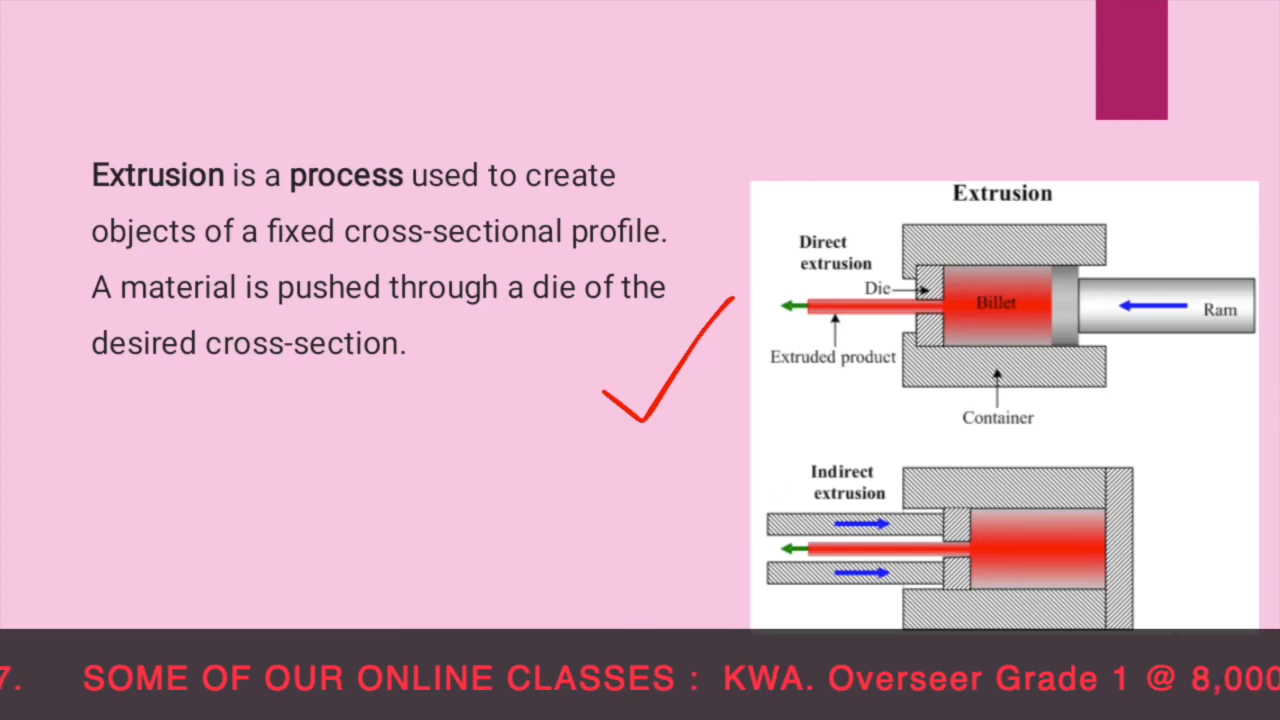 Extrusion is a process used to create
objects of a fixed cross-sectional profile.
A material is pushed through a die of the
desired cross-section.
Extrusion
Direct
extrusion
Die
Billet
Ram
Extruded product
Container
Indirect
extrusion
7. SOME OF OUR ONLINE CLASSES : KWA. Overseer Grade 1 @ 8,000